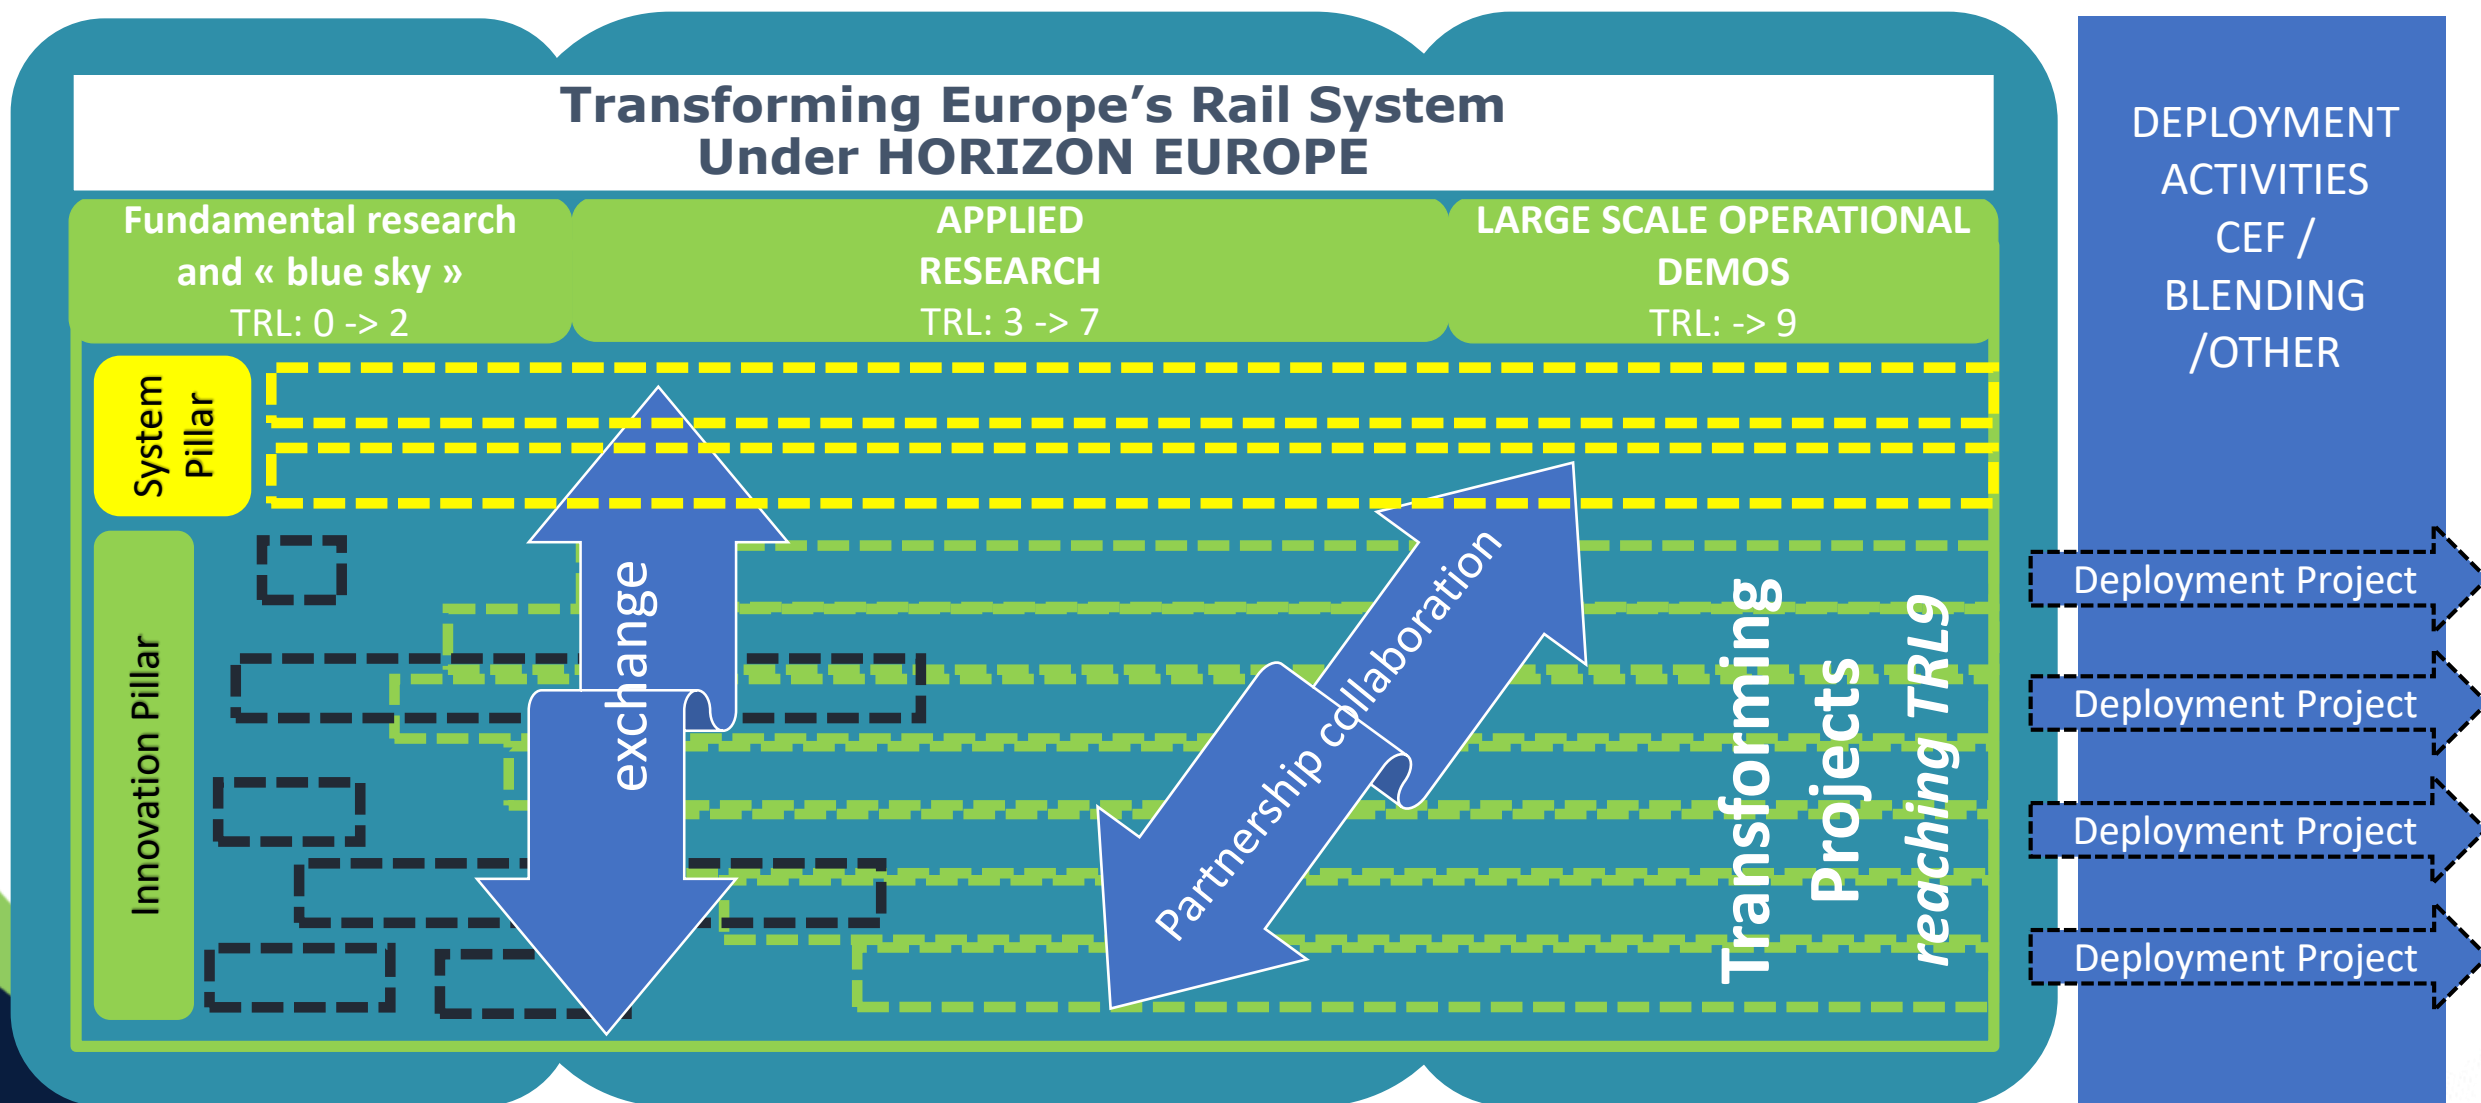 Transforming Europe’s Rail System
Under HORIZON EUROPE
Fundamental research
and « blue sky »
TRL: 0 -> 2
APPLIED
RESEARCH
TRL: 3 -> 7
LARGE SCALE OPERATIONAL
DEMOS
TRL: -> 9
System
Pillar
Innovation Pillar
exchange
Partnership collaboration
Transforming
Projects
reaching TRL9
DEPLOYMENT
ACTIVITIES
CEF /
BLENDING
/OTHER
Deployment Project
Deployment Project
Deployment Project
Deployment Project